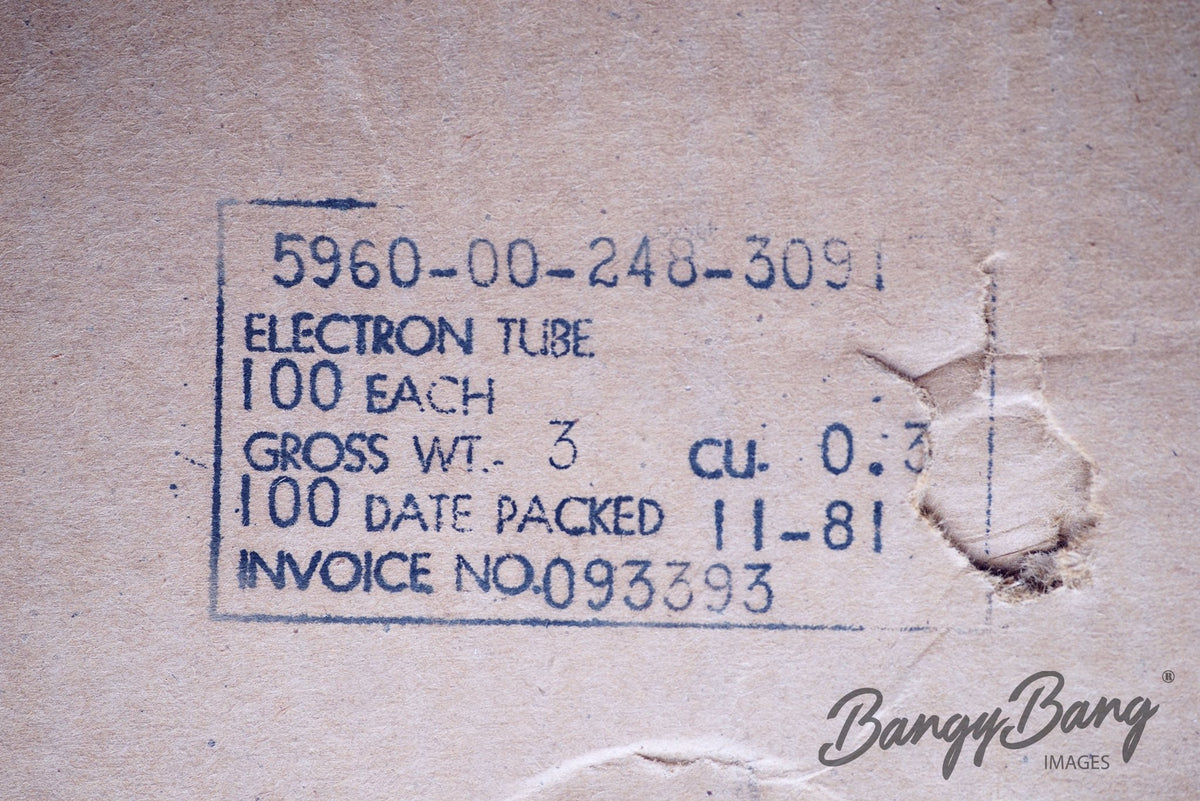 5960-00-248-3091
ELECTRON TUBE
100 EACH
GROSS WT. 3 CU. 0.3
100 DATE PACKED 11-81
INVOICE NO. 093393
BangyBang®
IMAGES